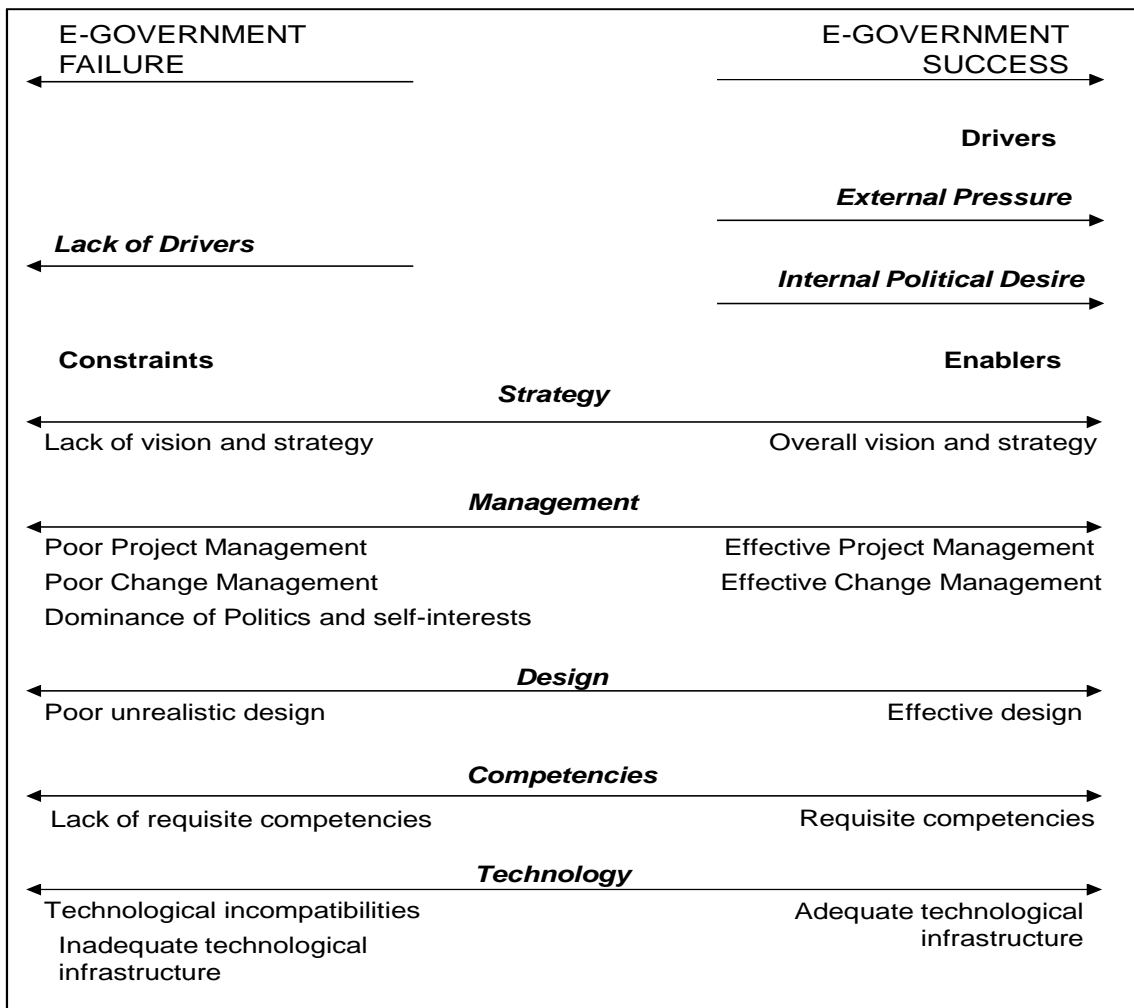 E-GOVERNMENT
FAILURE
E-GOVERNMENT
SUCCESS
Drivers
External Pressure
Lack of Drivers
Internal Political Desire
Constraints
Enablers
Strategy
Lack of vision and strategy
Overall vision and strategy
Management
Poor Project Management
Effective Project Management
Poor Change Management
Effective Change Management
Dominance of Politics and self-interests
Design
Poor unrealistic design
Effective design
Competencies
Lack of requisite competencies
Requisite competencies
Technology
Technological incompatibilities
Inadequate technological
infrastructure
Adequate technological
infrastructure